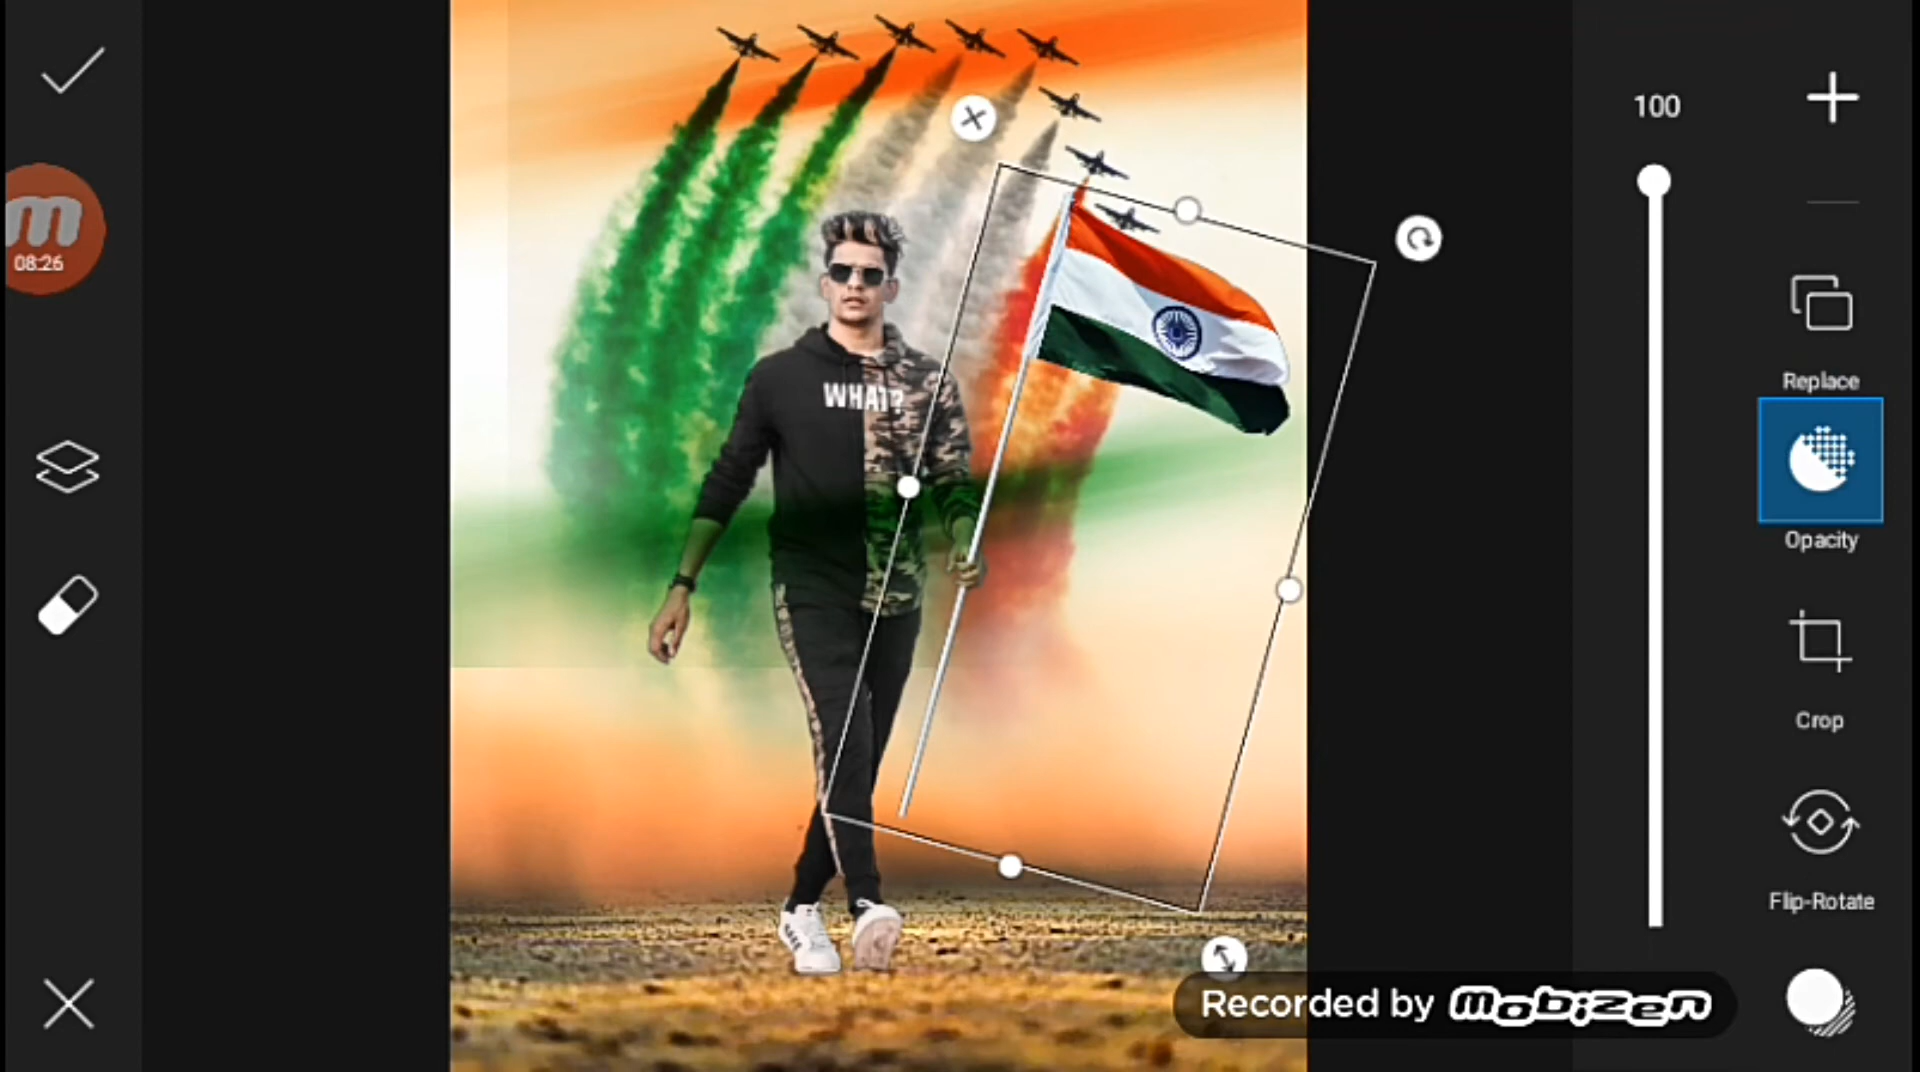 100
08:26
WHAT?
Replace
Opacity
Crop
Flip-Rotate
Recorded by mobizen